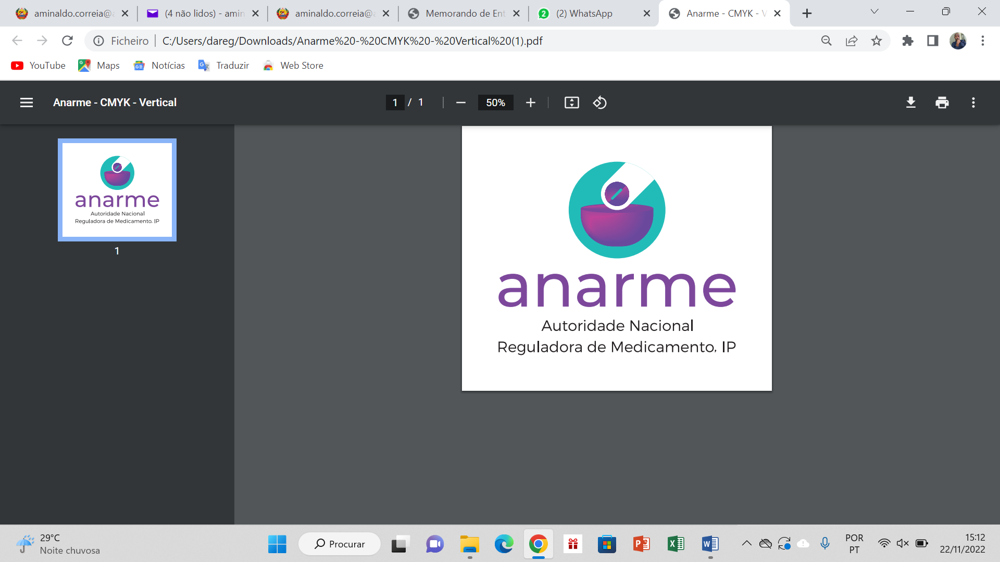 aminaldo.correia@a
(4 não lidos) - amin
aminaldo.correia@a
Memorando de Ent
(2) WhatsApp
Anarme - CMYK - V
Ficheiro
C:/Users/dareg/Downloads/Anarme%20-%20CMYK%20-%20Vertical%20(1).pdf
YouTube
Maps
Notícias
Traduzir
Web Store
Anarme - CMYK - Vertical
1 / 1
50%
anarme
Autoridade Nacional
Reguladora de Medicamento, IP
1
anarme
Autoridade Nacional
Reguladora de Medicamento, IP
29°C
Noite chuvosa
Procurar
POR
PT
15:12
22/11/2022